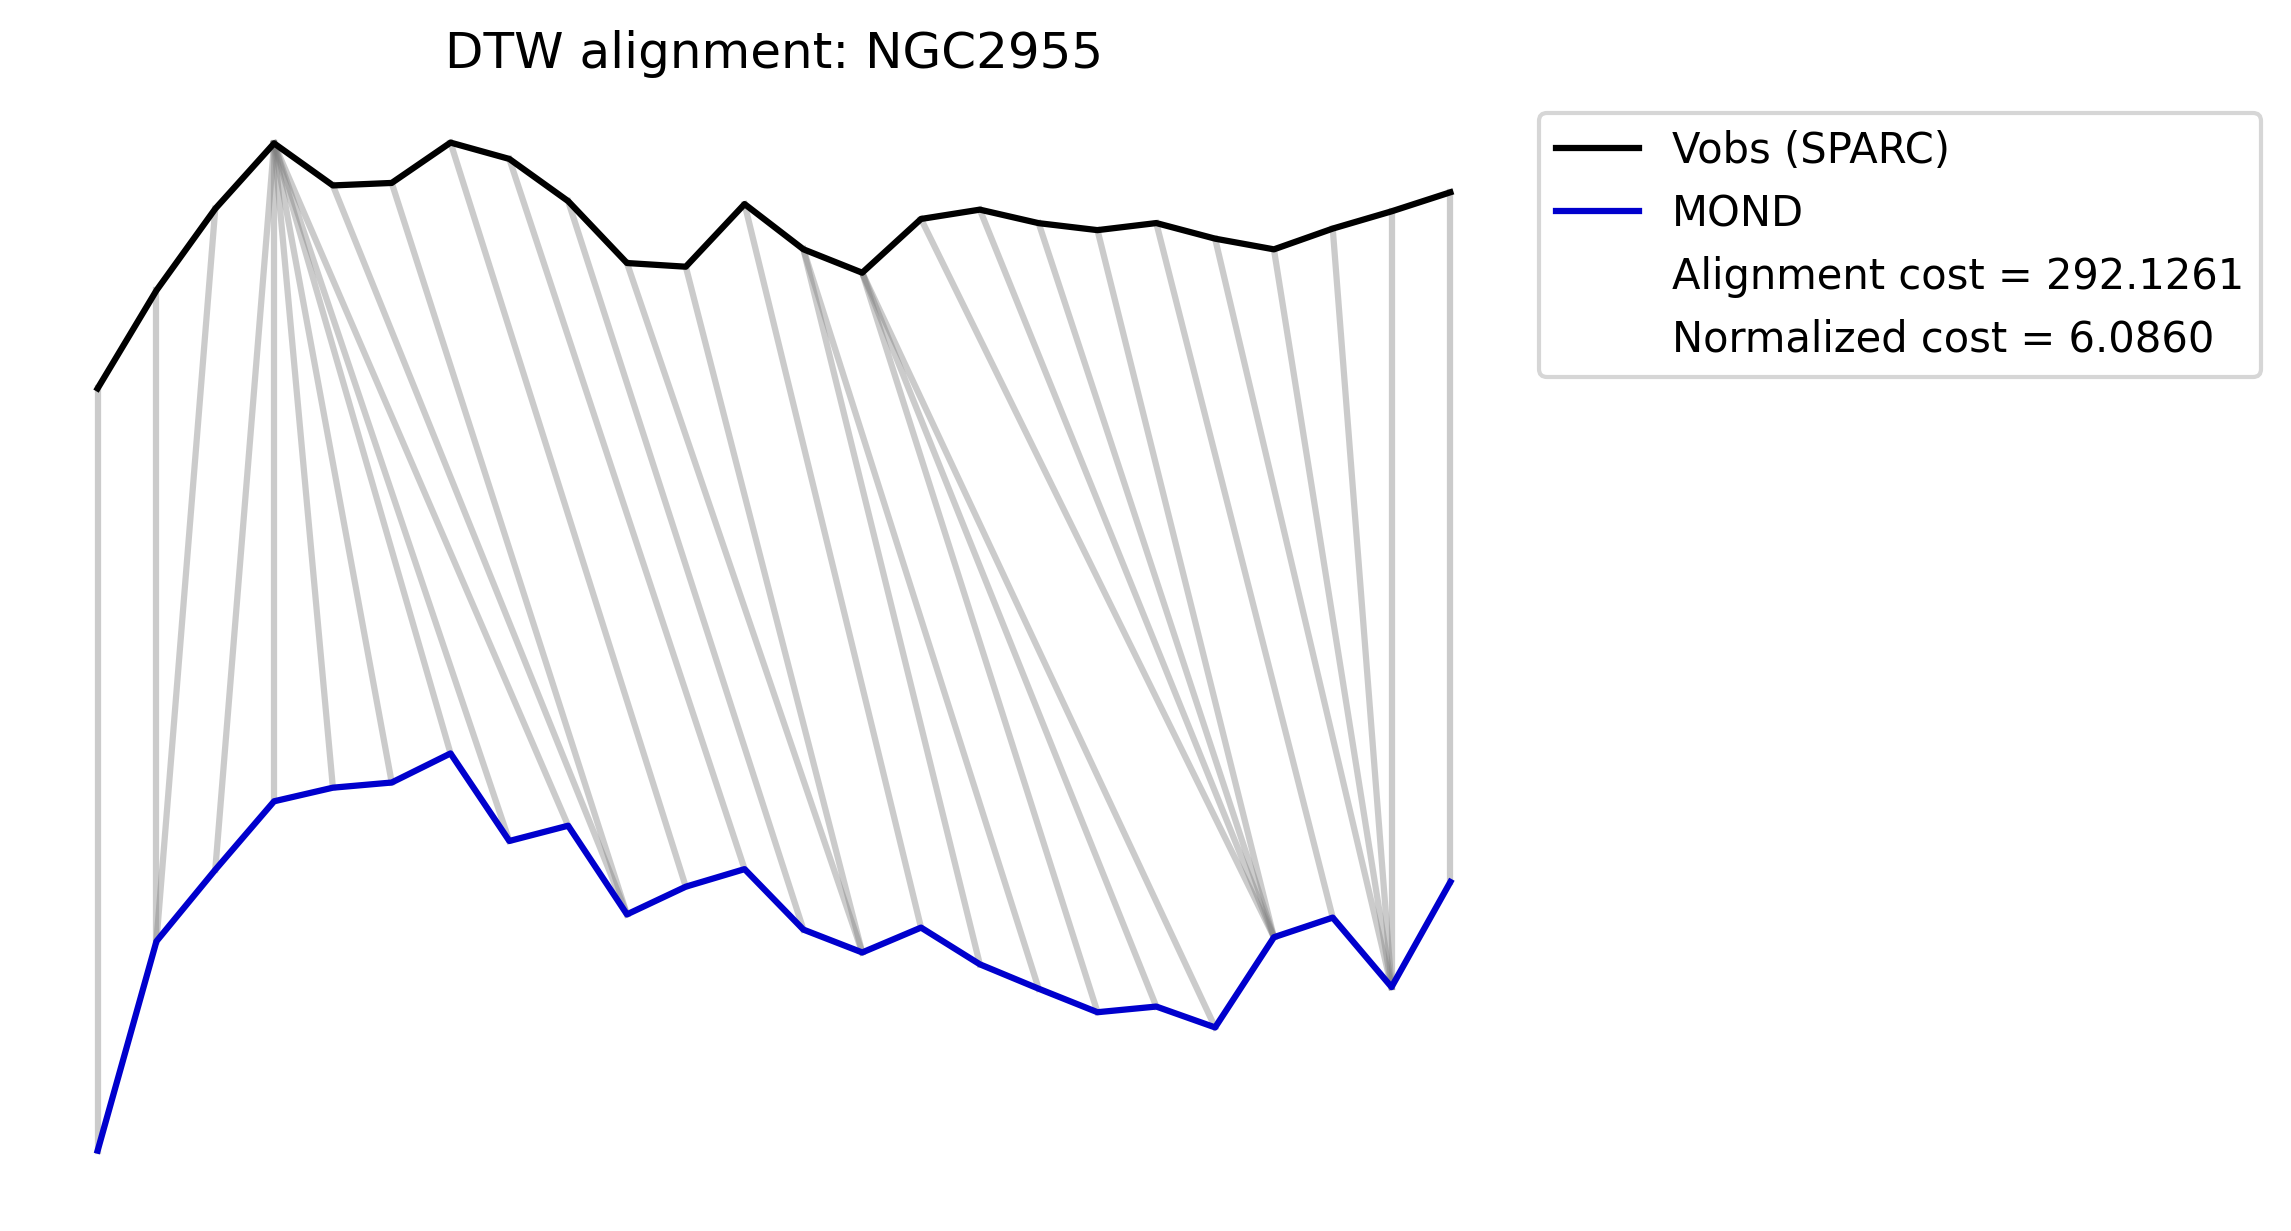 DTW alignment: NGC2955
Vobs (SPARC)
MOND
Alignment cost = 292.1261
Normalized cost = 6.0860